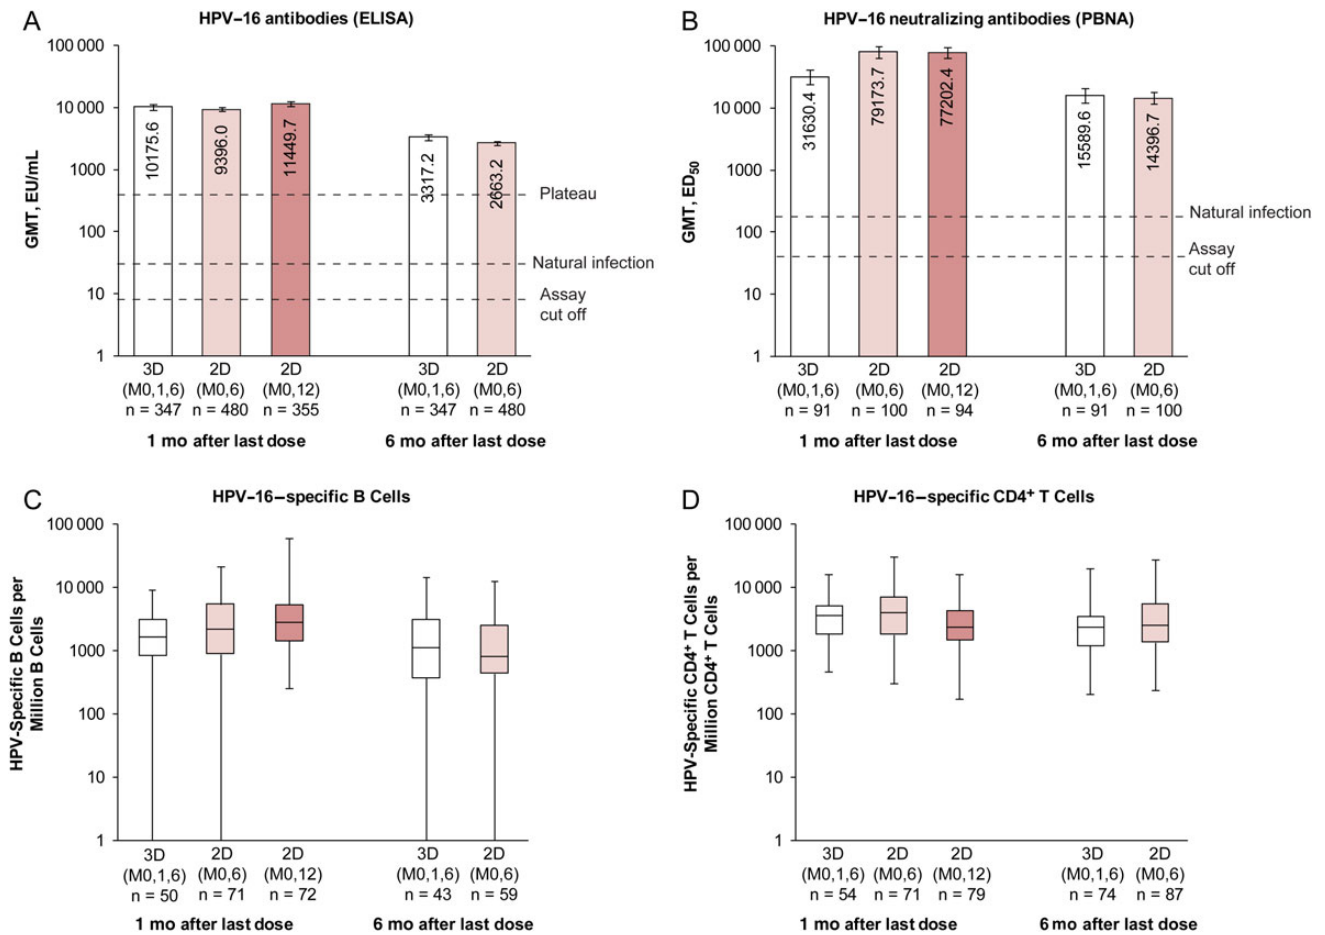 A
HPV–16 antibodies (ELISA)
GMT, EU/mL
100 000
10 000
1000
100
10
1
10175.6
9396.0
11449.7
3317.2
2663.2
Plateau
Natural infection
Assay
cut off
3D
(M0,1,6)
n = 347
2D
(M0,6)
n = 480
2D
(M0,12)
n = 355
3D
(M0,1,6)
n = 347
2D
(M0,6)
n = 480
1 mo after last dose
6 mo after last dose
B
HPV–16 neutralizing antibodies (PBNA)
GMT, ED50
100 000
10 000
1000
100
10
1
31630.4
79173.7
77202.4
15589.6
14396.7
Natural infection
Assay
cut off
3D
(M0,1,6)
n = 91
2D
(M0,6)
n = 100
2D
(M0,12)
n = 94
3D
(M0,1,6)
n = 91
2D
(M0,6)
n = 100
1 mo after last dose
6 mo after last dose
C
HPV–16–specific B Cells
HPV-Specific B Cells per
Million B Cells
100 000
10 000
1000
100
10
1
3D
(M0,1,6)
n = 50
2D
(M0,6)
n = 71
2D
(M0,12)
n = 72
3D
(M0,1,6)
n = 43
2D
(M0,6)
n = 59
1 mo after last dose
6 mo after last dose
D
HPV–16–specific CD4+ T Cells
HPV-Specific CD4+ T Cells per
Million CD4+ T Cells
100 000
10 000
1000
100
10
1
3D
(M0,1,6)
n = 54
2D
(M0,6)
n = 71
2D
(M0,12)
n = 79
3D
(M0,1,6)
n = 74
2D
(M0,6)
n = 87
1 mo after last dose
6 mo after last dose